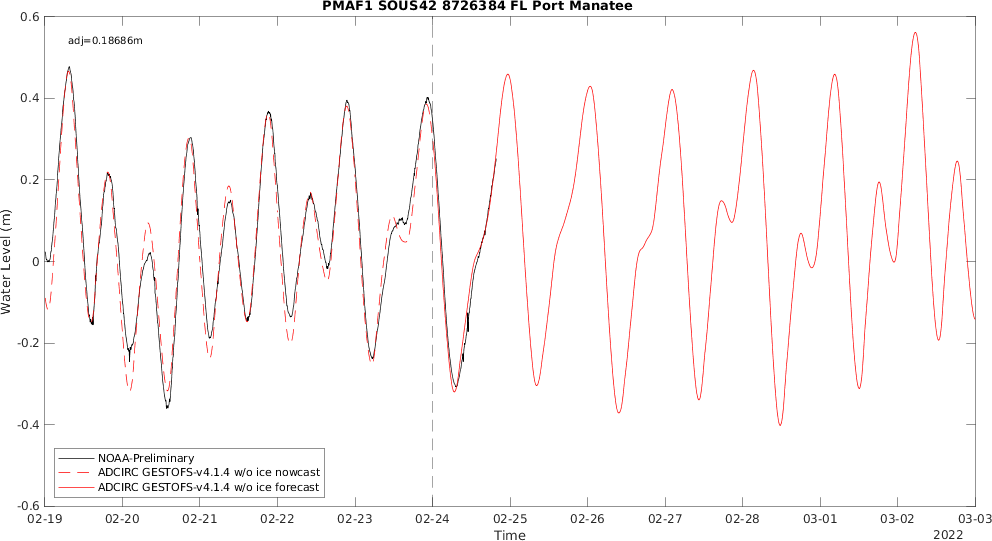 PMAF1 SOUS42 8726384 FL Port Manatee
0.6
adj=0.18686m
0.4
0.2
0
-0.2
-0.4
-0.6
Water Level (m)
NOAA-Preliminary
ADCIRC GESTOFS-v4.1.4 w/o ice nowcast
ADCIRC GESTOFS-v4.1.4 w/o ice forecast
02-19 02-20 02-21 02-22 02-23 02-24 02-25 02-26 02-27 02-28 03-01 03-02 03-03
Time
2022